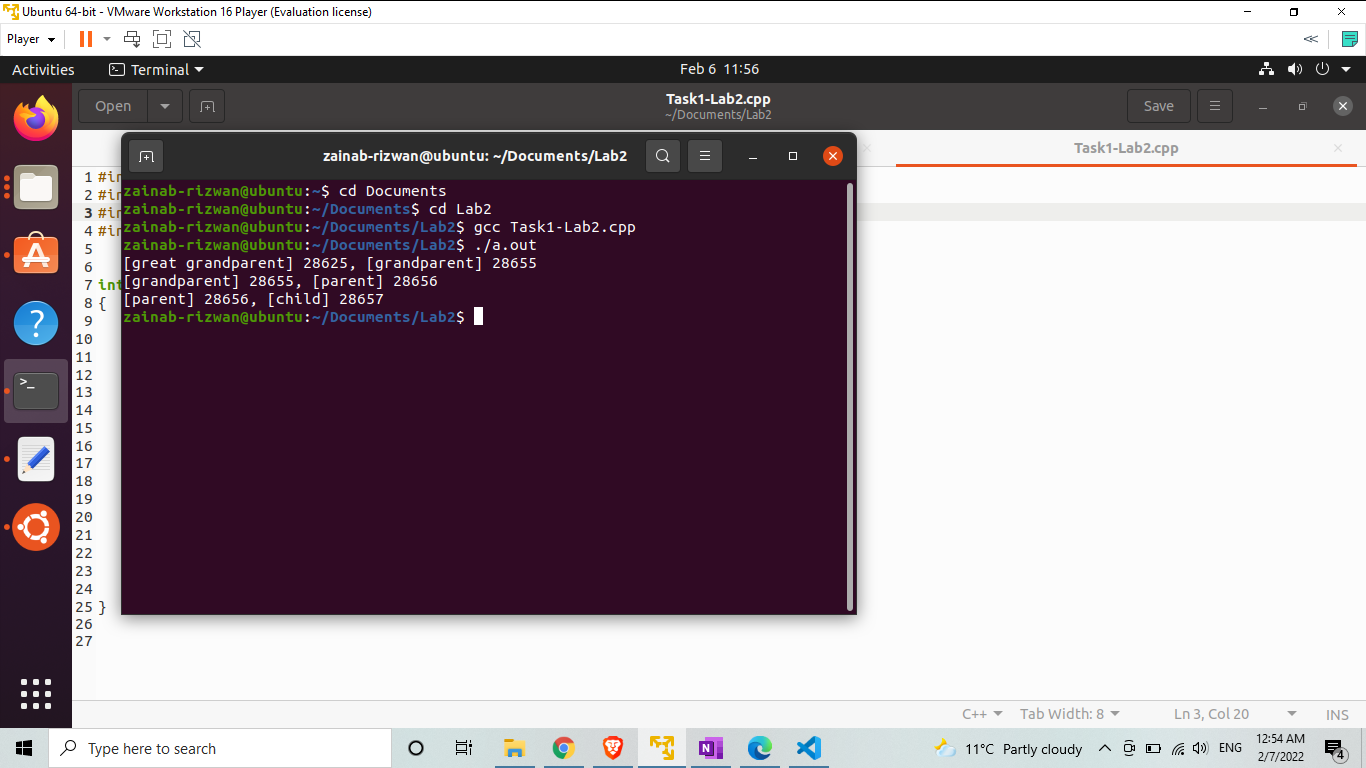 Ubuntu 64-bit - VMware Workstation 16 Player (Evaluation license)
Player
Activities
Terminal
Feb 6 11:56
Open
Task1-Lab2.cpp
~/Documents/Lab2
Save
zainab-rizwan@ubuntu: ~/Documents/Lab2
Task1-Lab2.cpp
1 #in
2 #in
3 #in
4 #in
5
6
7 int
8 {
9
10
11
12
13
14
15
16
17
18
19
20
21
22
23
24
25 }
26
27
zainab-rizwan@ubuntu:~$ cd Documents
zainab-rizwan@ubuntu:~/Documents$ cd Lab2
zainab-rizwan@ubuntu:~/Documents/Lab2$ gcc Task1-Lab2.cpp
zainab-rizwan@ubuntu:~/Documents/Lab2$ ./a.out
[great grandparent] 28625, [grandparent] 28655
[grandparent] 28655, [parent] 28656
[parent] 28656, [child] 28657
zainab-rizwan@ubuntu:~/Documents/Lab2$
C++
Tab Width: 8
Ln 3, Col 20
INS
Type here to search
11°C Partly cloudy
ENG
12:54 AM
2/7/2022
4